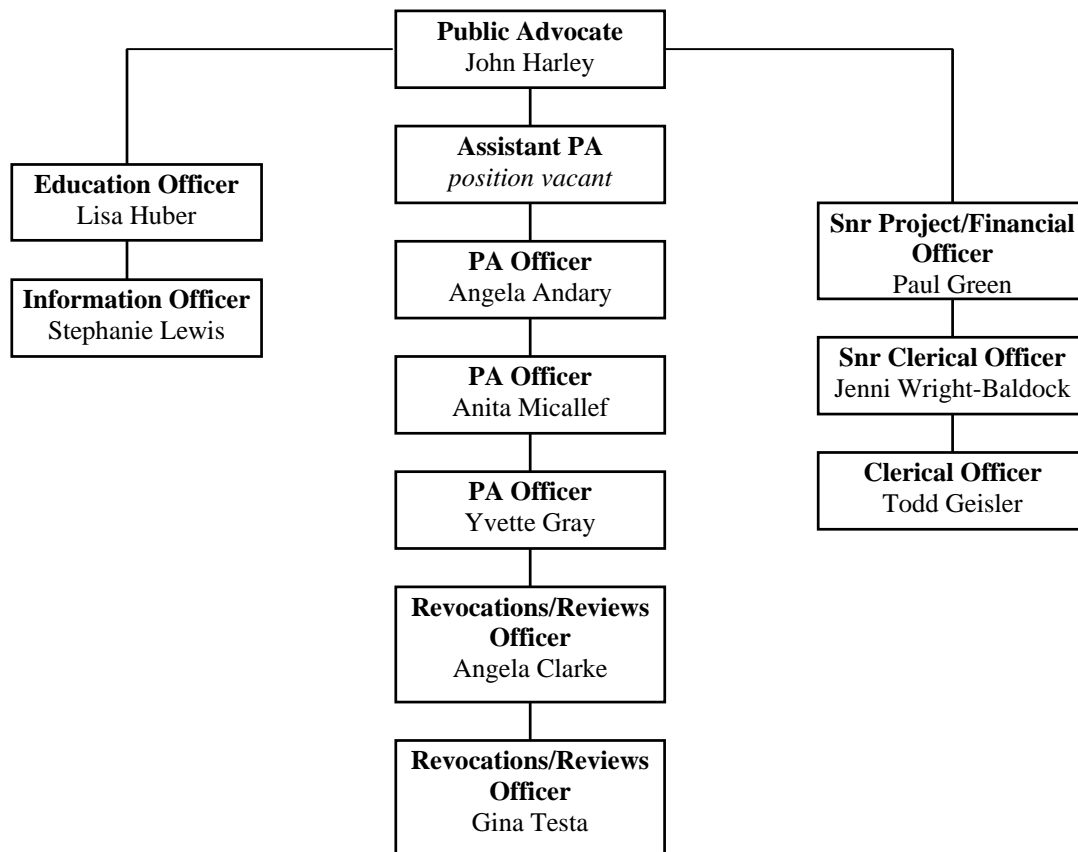 Public Advocate
John Harley
Assistant PA
position vacant
Education Officer
Lisa Huber
Information Officer
Stephanie Lewis
PA Officer
Angela Andary
PA Officer
Anita Micallef
PA Officer
Yvette Gray
Revocations/Reviews
Officer
Angela Clarke
Revocations/Reviews
Officer
Gina Testa
Snr Project/Financial
Officer
Paul Green
Snr Clerical Officer
Jenni Wright-Baldock
Clerical Officer
Todd Geisler